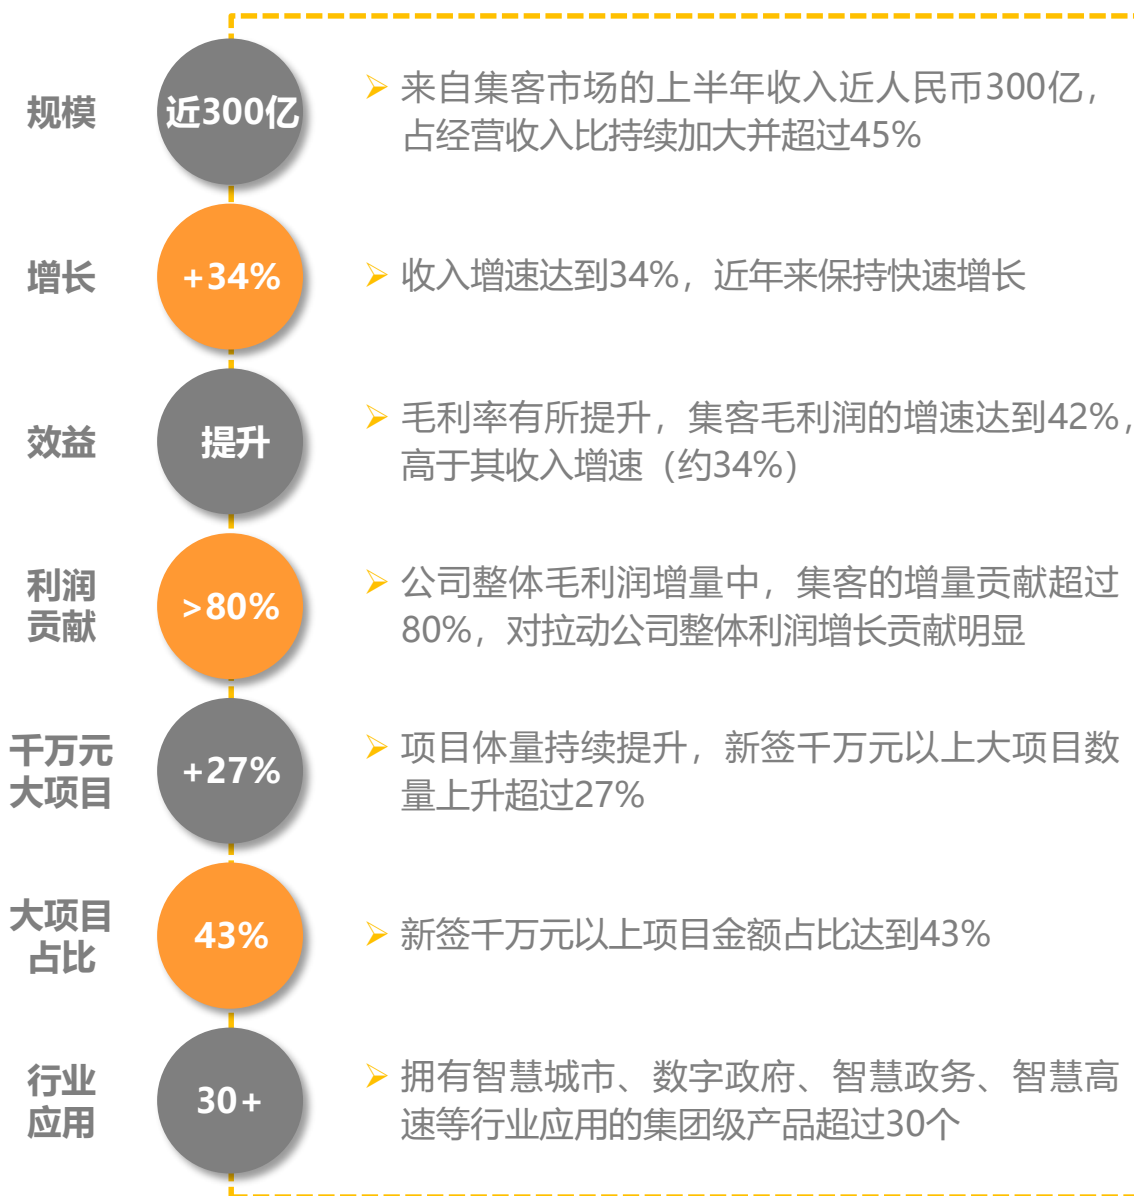 规模
近300亿
来自集客市场的上半年收入近人民币300亿，
占经营收入比持续加大并超过45%
增长
+34%
收入增速达到34%，近年来保持快速增长
效益
提升
毛利率有所提升，集客毛利润的增速达到42%，
高于其收入增速（约34%）
利润
贡献
>80%
公司整体毛利润增量中，集客的增量贡献超过
80%，对拉动公司整体利润增长贡献明显
千万元
大项目
+27%
项目体量持续提升，新签千万元以上大项目数
量上升超过27%
大项目
占比
43%
新签千万元以上项目金额占比达到43%
行业
应用
30+
拥有智慧城市、数字政府、智慧政务、智慧高
速等行业应用的集团级产品超过30个